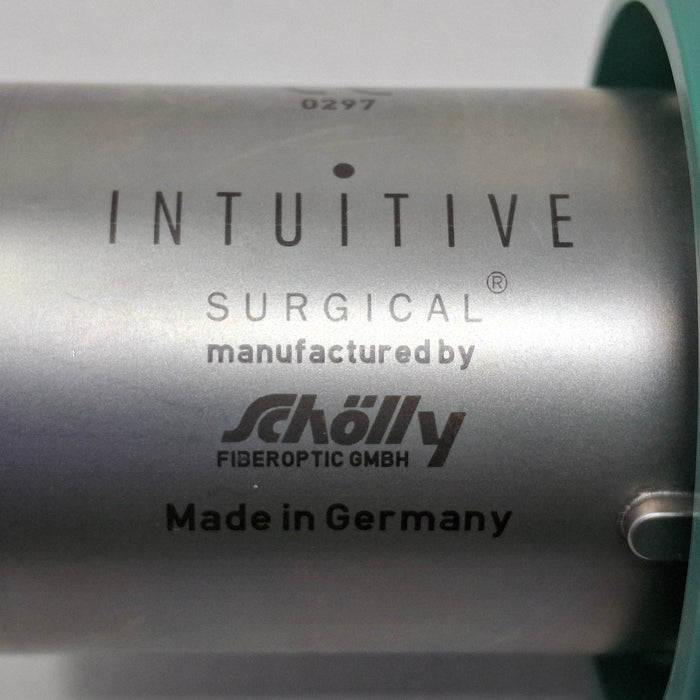 0297
INTUITIVE
SURGICAL®
manufactured by
Schölly
FIBEROPTIC GMBH
Made in Germany